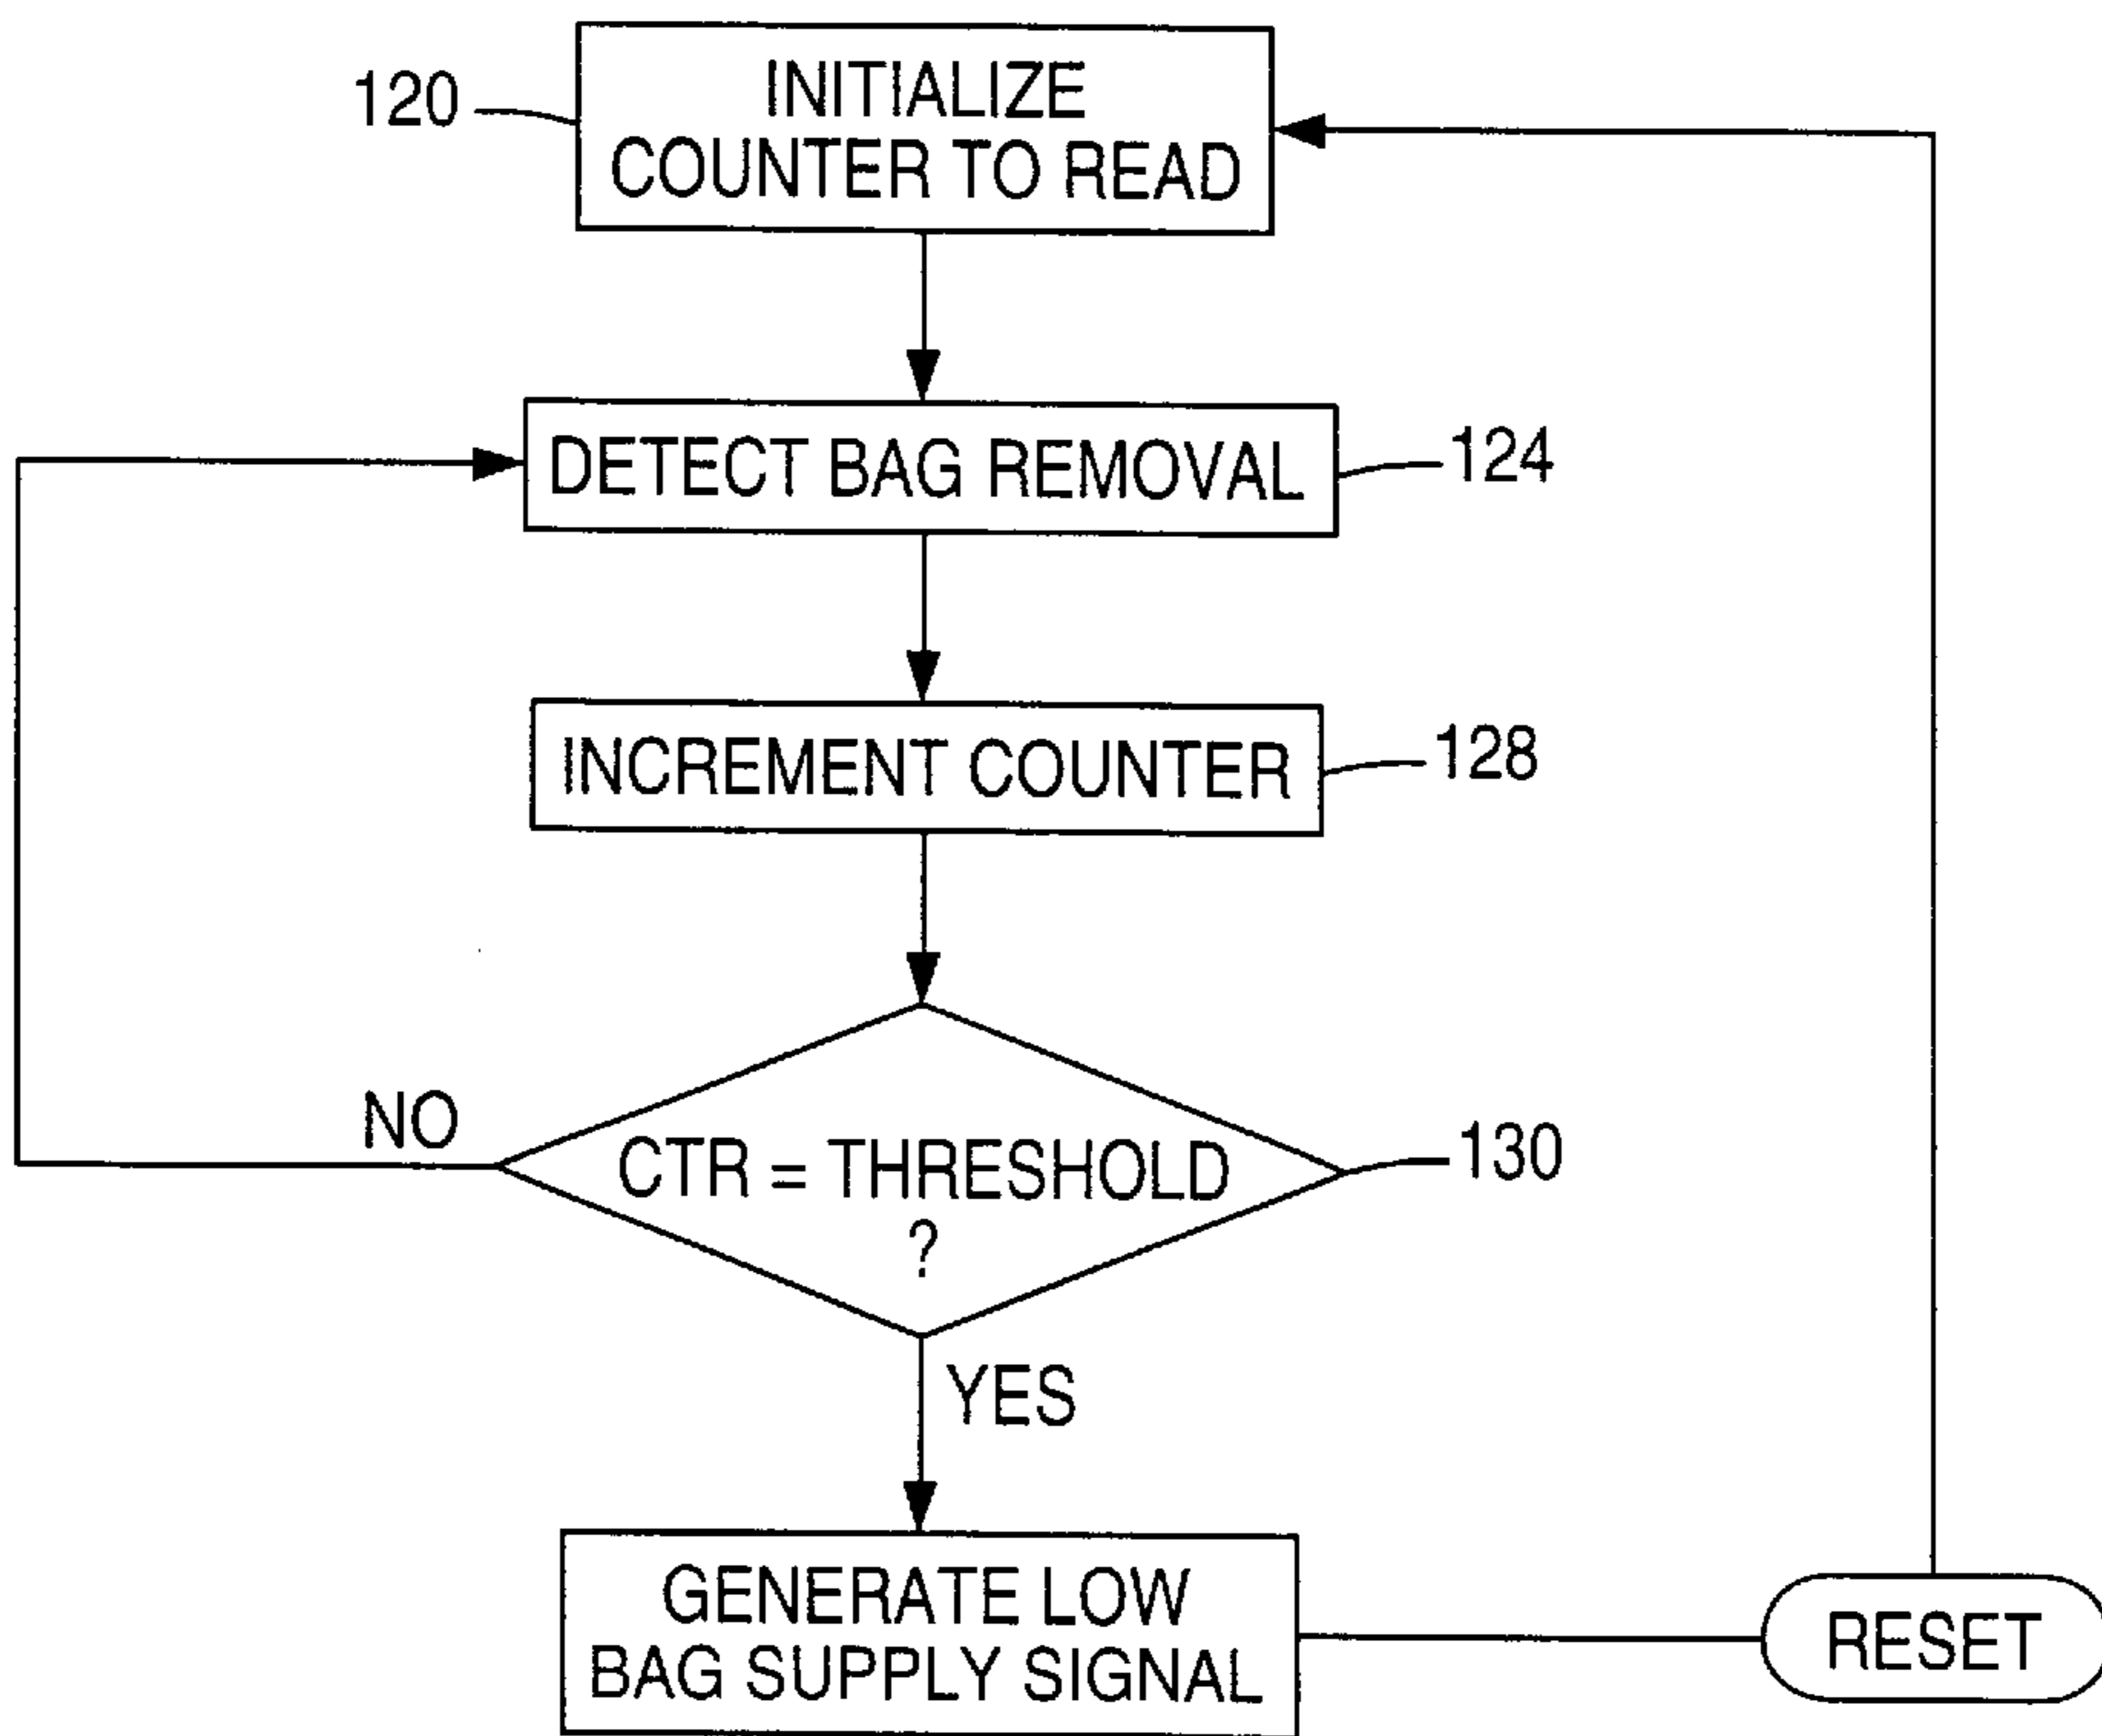 120
INITIALIZE
COUNTER TO READ
DETECT BAG REMOVAL
124
INCREMENT COUNTER
128
NO
CTR = THRESHOLD
?
130
YES
GENERATE LOW
BAG SUPPLY SIGNAL
RESET